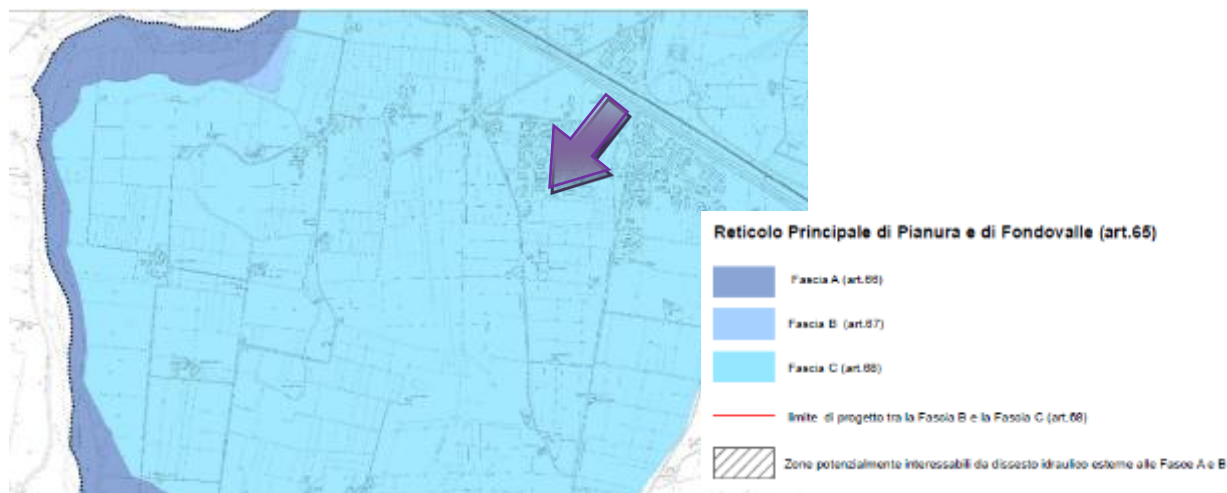 Reticolo Principale di Pianura e di Fondovalle (art.65)
Fascia A (art.66)
Fascia B (art.67)
Fascia C (art.68)
limite di progetto tra la Fascia B e la Fascia C (art.68)
Zone potenzialmente interessabili da dissesto idraulico esterne alle Fasce A e B